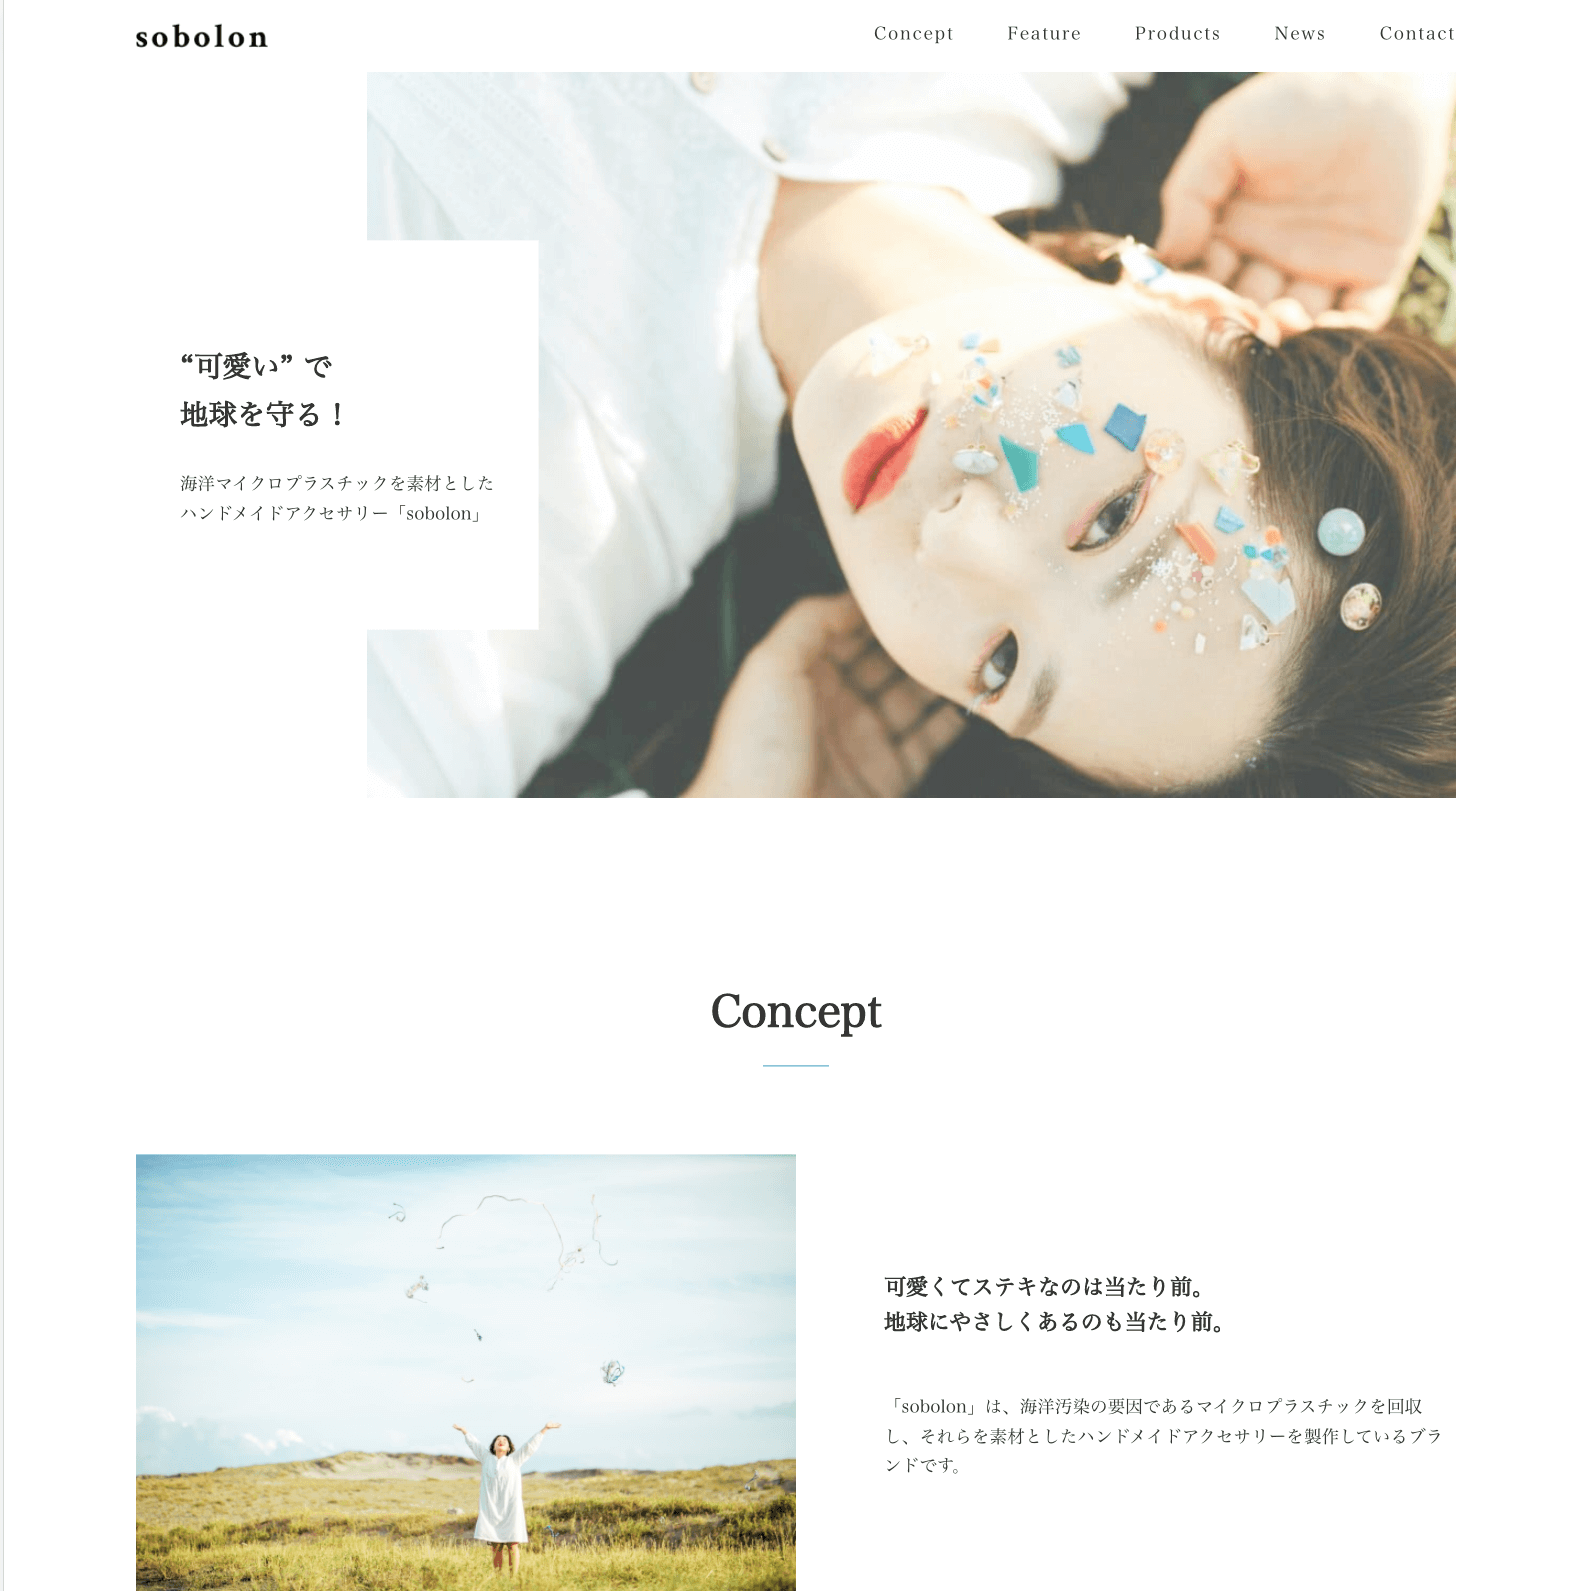 sobolon
Concept Feature Products News Contact
“可愛い” で
地球を守る！
海洋マイクロプラスチックを素材とした
ハンドメイドアクセサリー「sobolon」
Concept
可愛くてステキなのは当たり前。
地球にやさしくあるのも当たり前。
「sobolon」は、海洋汚染の要因であるマイクロプラスチックを回収
し、それらを素材としたハンドメイドアクセサリーを製作しているブラ
ンドです。